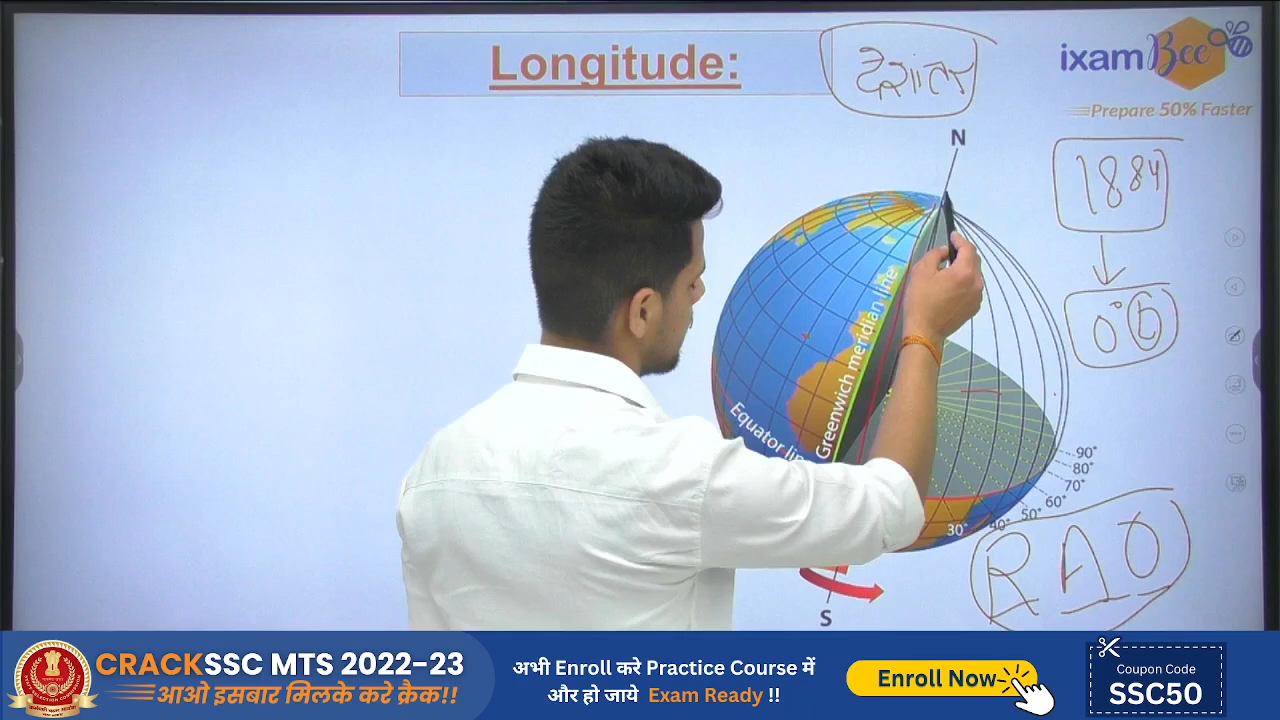 Longitude:
देशांतर
ixamBee
Prepare 50% Faster
N
1884
0°
Greenwich meridian line
Equator lin
90°
80°
70°
60°
50°
40°
30°
RAO
S
CRACKSSC MTS 2022-23
आओ इसबार मिलके करे क्रैक!!
अभी Enroll करे Practice Course में
और हो जाये Exam Ready !!
Enroll Now
Coupon Code
SSC50